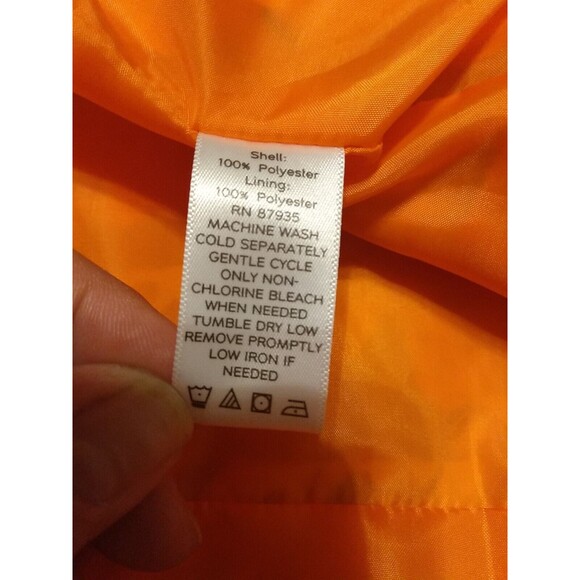 Shell:
100% Polyester
Lining:
100% Polyester
RN 87935
MACHINE WASH
COLD SEPARATELY
GENTLE CYCLE
ONLY NON-
CHLORINE BLEACH
WHEN NEEDED
TUMBLE DRY LOW
REMOVE PROMPTLY
LOW IRON IF
NEEDED